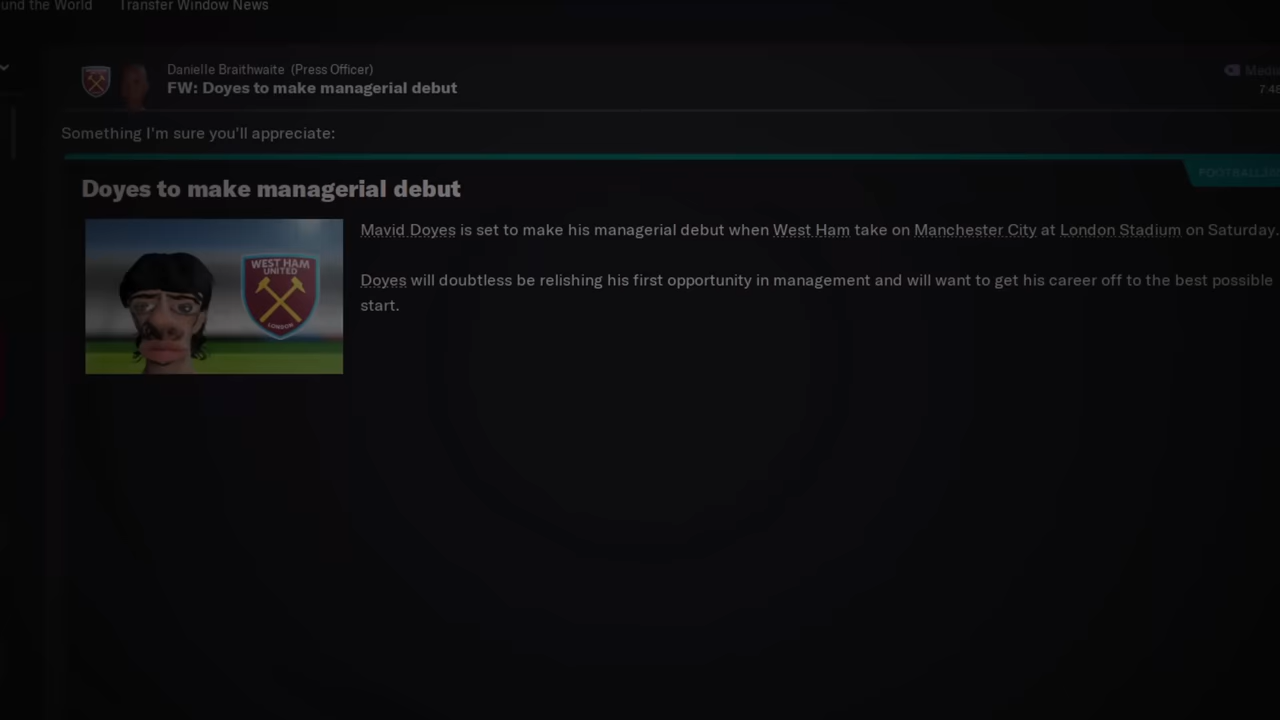 und the World Transfer Window News
Danielle Braithwaite (Press Officer)
FW: Doyes to make managerial debut
7:46
Something I'm sure you'll appreciate:
Doyes to make managerial debut
WEST HAM
UNITED
LONDON
Mavid Doyes is set to make his managerial debut when West Ham take on Manchester City at London Stadium on Saturday.
Doyes will doubtless be relishing his first opportunity in management and will want to get his career off to the best possible
start.